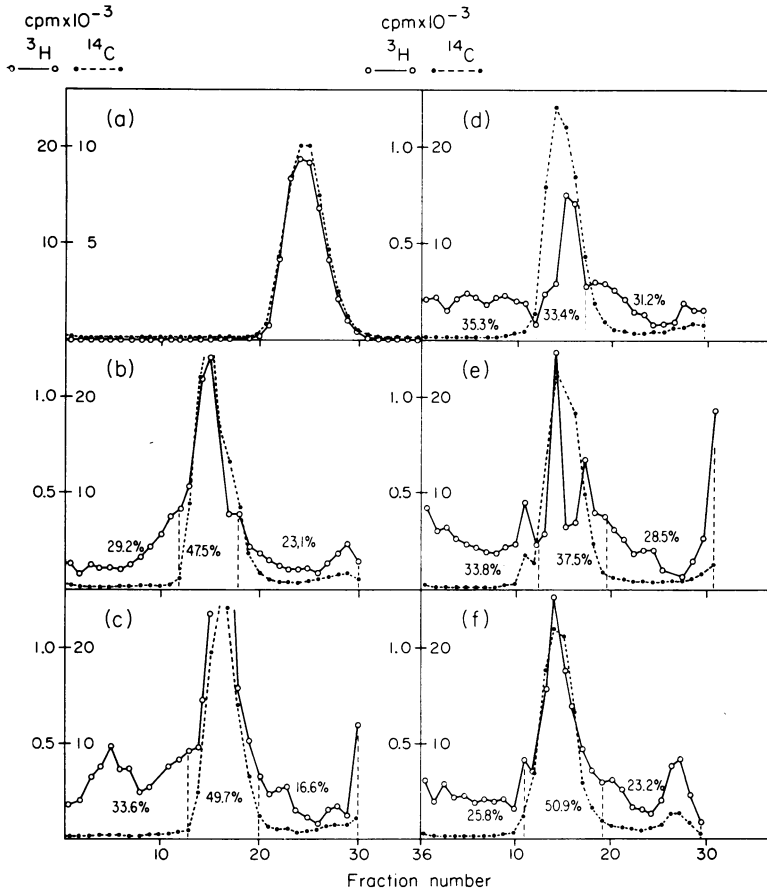 cpm×10⁻³ cpm×10⁻³
³H ¹⁴C ³H ¹⁴C
(a) (d)
20 10 1.0 20
10 5 0.5 10
35.3% 33.4% 31.2%
(b) (e)
1.0 20 1.0 20
0.5 10 0.5 10
29.2% 47.5% 23.1% 33.8% 37.5% 28.5%
(c) (f)
1.0 20 1.0 20
0.5 10 0.5 10
33.6% 49.7% 16.6% 25.8% 50.9% 23.2%
10 20 30 36 10 20 30
Fraction number